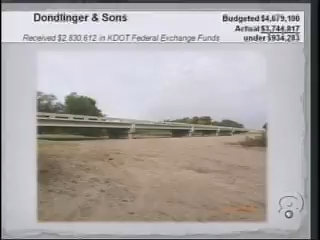 Dondlinger & Sons
Budgeted $4,679,100
Actual $3,744,817
Received $2,830,612 in KDOT Federal Exchange Funds
under $934,283